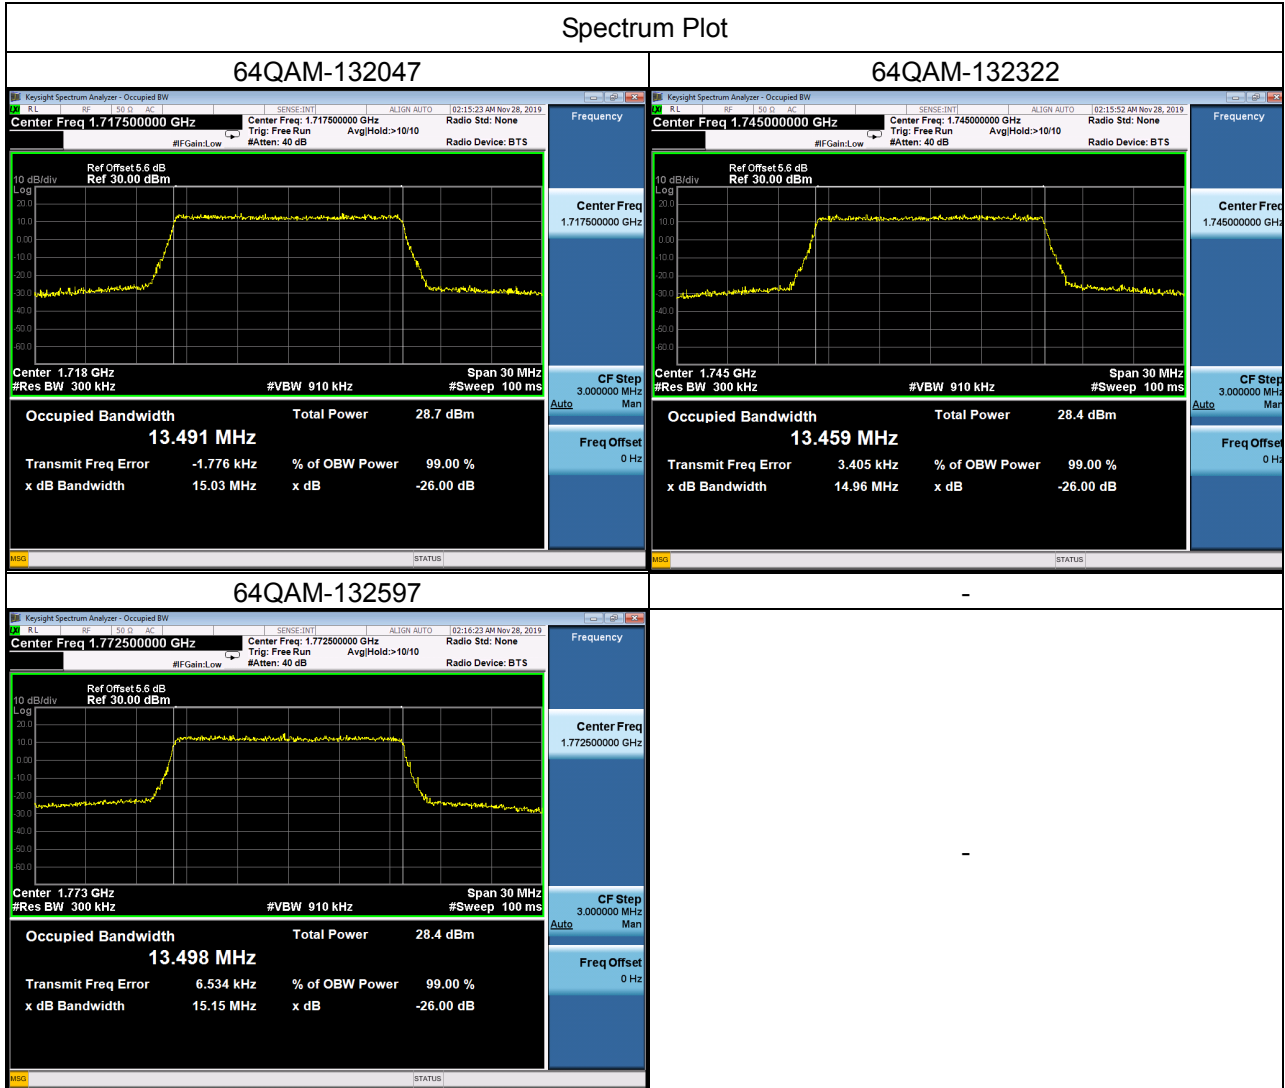 Spectrum Plot
64QAM-132047
64QAM-132322
Keysight Spectrum Analyzer - Occupied BW
RL RF 50 Ω AC SENSE:INT ALIGN AUTO 02:15:23 AM Nov 28, 2019
Center Freq 1.717500000 GHz
Center Freq: 1.717500000 GHz
Radio Std: None
Trig: Free Run Avg|Hold:>10/10
#IFGain:Low #Atten: 40 dB Radio Device: BTS
Frequency
Ref Offset 5.6 dB
10 dB/div Ref 30.00 dBm
Log
20.0
10.0
0.00
-10.0
-20.0
-30.0
-40.0
-50.0
-60.0
Center 1.718 GHz Span 30 MHz
#Res BW 300 kHz #VBW 910 kHz #Sweep 100 ms
Occupied Bandwidth Total Power 28.7 dBm
13.491 MHz
Transmit Freq Error -1.776 kHz % of OBW Power 99.00 %
x dB Bandwidth 15.03 MHz x dB -26.00 dB
Center Freq
1.717500000 GHz
CF Step
3.000000 MHz
Auto Man
Freq Offset
0 Hz
MSG STATUS
Keysight Spectrum Analyzer - Occupied BW
RL RF 50 Ω AC SENSE:INT ALIGN AUTO 02:15:52 AM Nov 28, 2019
Center Freq 1.745000000 GHz
Center Freq: 1.745000000 GHz
Radio Std: None
Trig: Free Run Avg|Hold:>10/10
#IFGain:Low #Atten: 40 dB Radio Device: BTS
Frequency
Ref Offset 5.6 dB
10 dB/div Ref 30.00 dBm
Log
20.0
10.0
0.00
-10.0
-20.0
-30.0
-40.0
-50.0
-60.0
Center 1.745 GHz Span 30 MHz
#Res BW 300 kHz #VBW 910 kHz #Sweep 100 ms
Occupied Bandwidth Total Power 28.4 dBm
13.459 MHz
Transmit Freq Error 3.405 kHz % of OBW Power 99.00 %
x dB Bandwidth 14.96 MHz x dB -26.00 dB
Center Freq
1.745000000 GHz
CF Step
3.000000 MHz
Auto Man
Freq Offset
0 Hz
MSG STATUS
64QAM-132597
-
Keysight Spectrum Analyzer - Occupied BW
RL RF 50 Ω AC SENSE:INT ALIGN AUTO 02:16:23 AM Nov 28, 2019
Center Freq 1.772500000 GHz
Center Freq: 1.772500000 GHz
Radio Std: None
Trig: Free Run Avg|Hold:>10/10
#IFGain:Low #Atten: 40 dB Radio Device: BTS
Frequency
Ref Offset 5.6 dB
10 dB/div Ref 30.00 dBm
Log
20.0
10.0
0.00
-10.0
-20.0
-30.0
-40.0
-50.0
-60.0
Center 1.773 GHz Span 30 MHz
#Res BW 300 kHz #VBW 910 kHz #Sweep 100 ms
Occupied Bandwidth Total Power 28.4 dBm
13.498 MHz
Transmit Freq Error 6.534 kHz % of OBW Power 99.00 %
x dB Bandwidth 15.15 MHz x dB -26.00 dB
Center Freq
1.772500000 GHz
CF Step
3.000000 MHz
Auto Man
Freq Offset
0 Hz
MSG STATUS
-